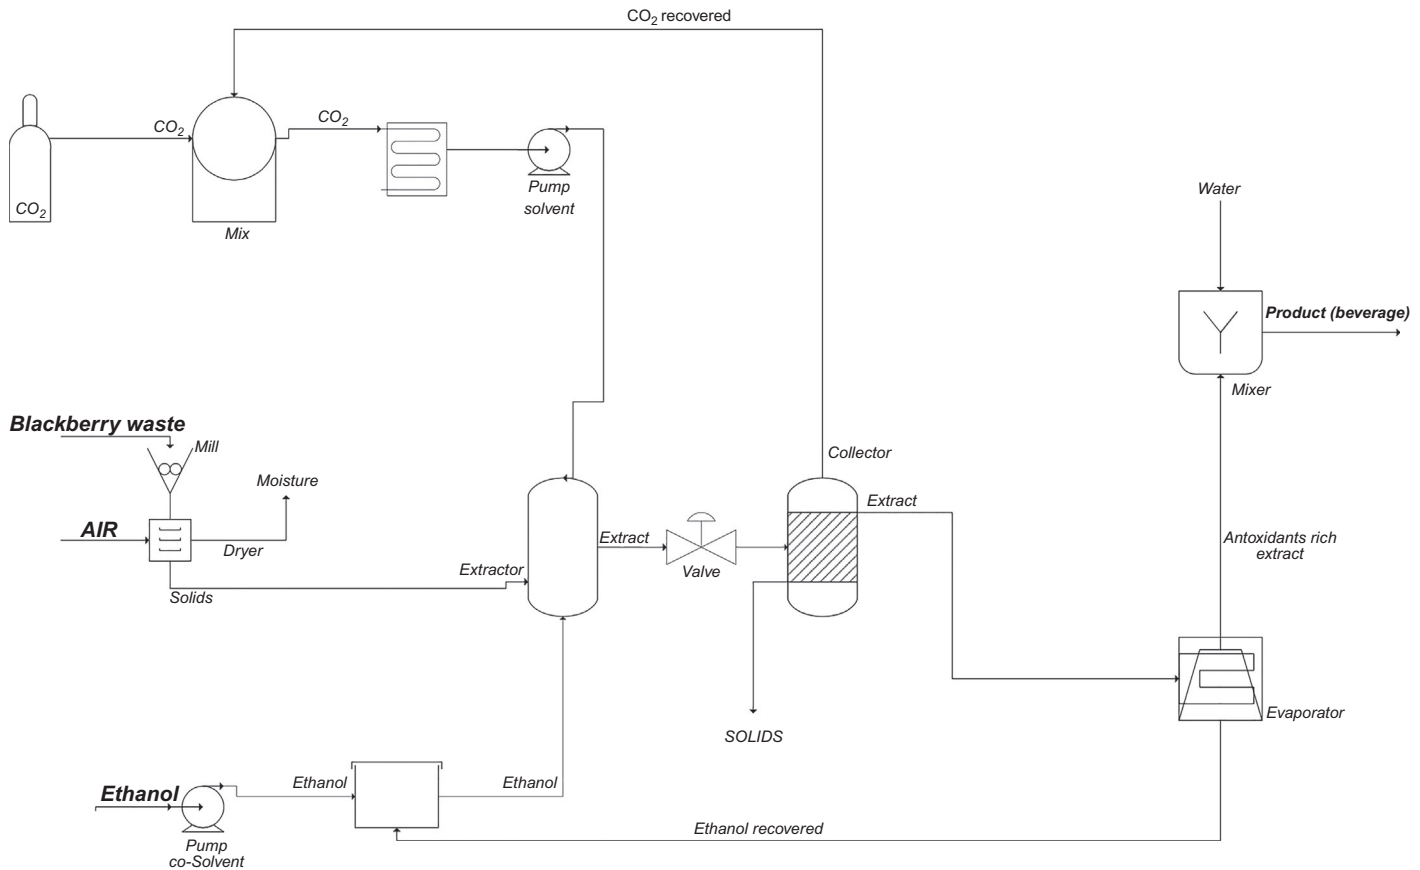 CO2 recovered
CO2
CO2
CO2
Mix
Pump
solvent
Water
Product (beverage)
Mixer
Blackberry waste
Mill
Moisture
AIR
Dryer
Solids
Extractor
Extract
Valve
Collector
Extract
SOLIDS
Antoxidants rich
extract
Evaporator
Ethanol
Pump
co-Solvent
Ethanol
Ethanol
Ethanol recovered